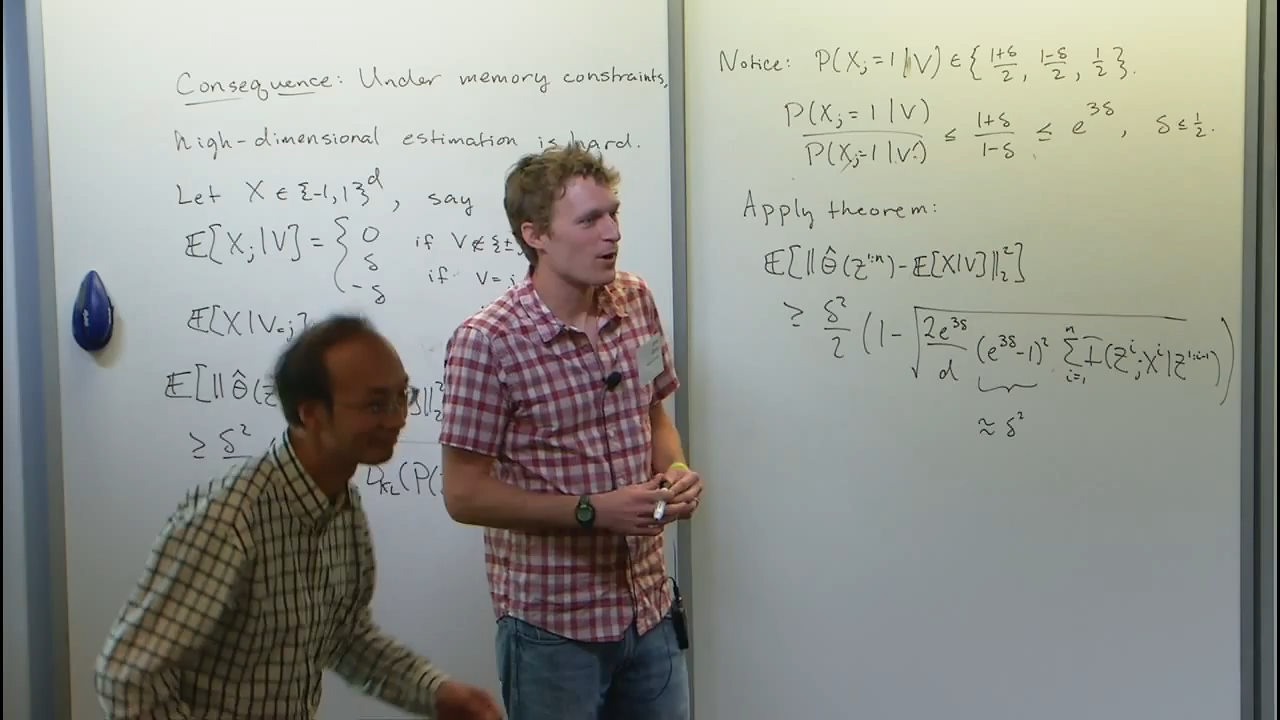 Consequence: Under memory constraints,
high-dimensional estimation is hard.
Let X ∈ {-1,1}^d, say
E[X_j|V] = { 0 if V ∉ {±
δ if V = j
-δ
E[X|V=j]
E[‖θ̂(Z ]‖₂²
≥ δ²
D_KL(P(
Notice: P(X_j = 1 | V) ∈ { (1+δ)/2, (1-δ)/2, 1/2 }.
P(X_j = 1 | V) / P(X_j = -1 | V) ≤ (1+δ)/(1-δ) ≤ e^{3δ}, δ ≤ 1/2.
Apply theorem:
E[‖θ̂(Z^{1:n}) - E[X|V]‖₂²]
≥ δ²/2 (1 - √( 2e^{3δ}/d (e^{3δ}-1)² Σ_{i=1}^n I(Z^i; X^i | Z^{1:i-1}) ))
≈ δ²